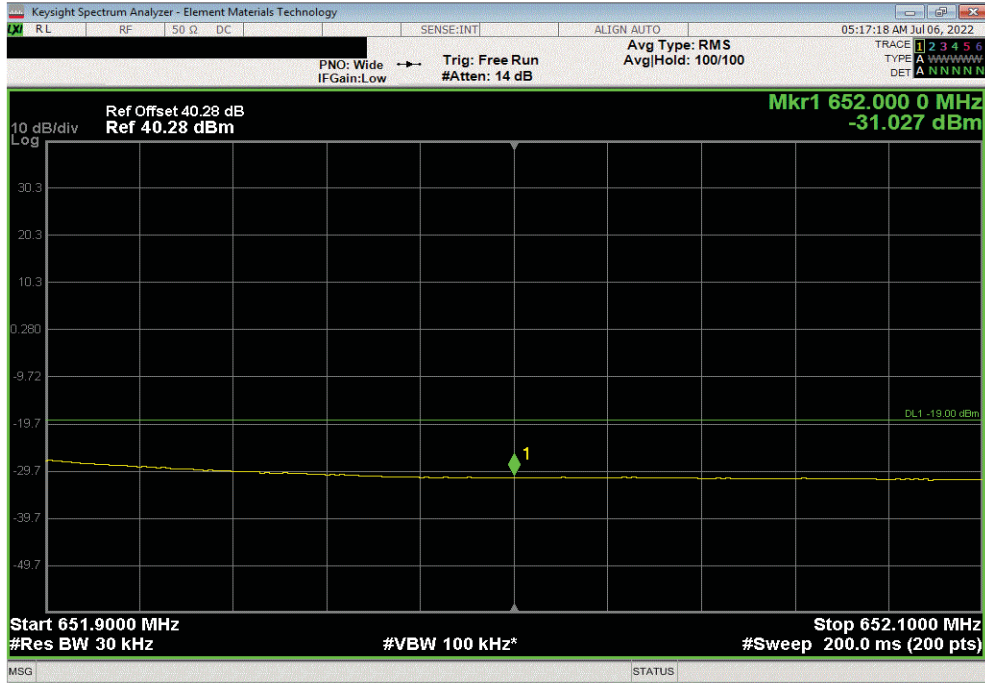 Keysight Spectrum Analyzer - Element Materials Technology
LXI RL RF 50 Ω DC SENSE:INT ALIGN AUTO 05:17:18 AM Jul 06, 2022
PNO: Wide
IFGain:Low
Trig: Free Run
#Atten: 14 dB
Avg Type: RMS
Avg|Hold: 100/100
TRACE 1 2 3 4 5 6
TYPE A WWWWW
DET A N N N N N
Mkr1 652.000 0 MHz
-31.027 dBm
Ref Offset 40.28 dB
10 dB/div Ref 40.28 dBm
Log
30.3
20.3
10.3
0.280
-9.72
DL1 -19.00 dBm
-19.7
1
-29.7
-39.7
-49.7
Start 651.9000 MHz Stop 652.1000 MHz
#Res BW 30 kHz #VBW 100 kHz* #Sweep 200.0 ms (200 pts)
MSG STATUS